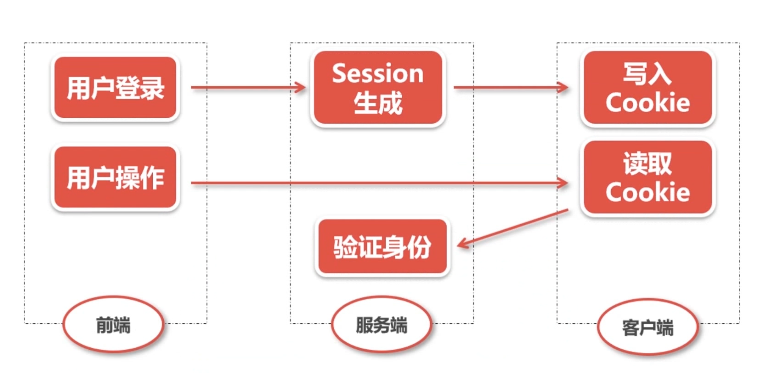 用户登录
Session
生成
写入
Cookie
用户操作
读取
Cookie
验证身份
前端
服务端
客户端